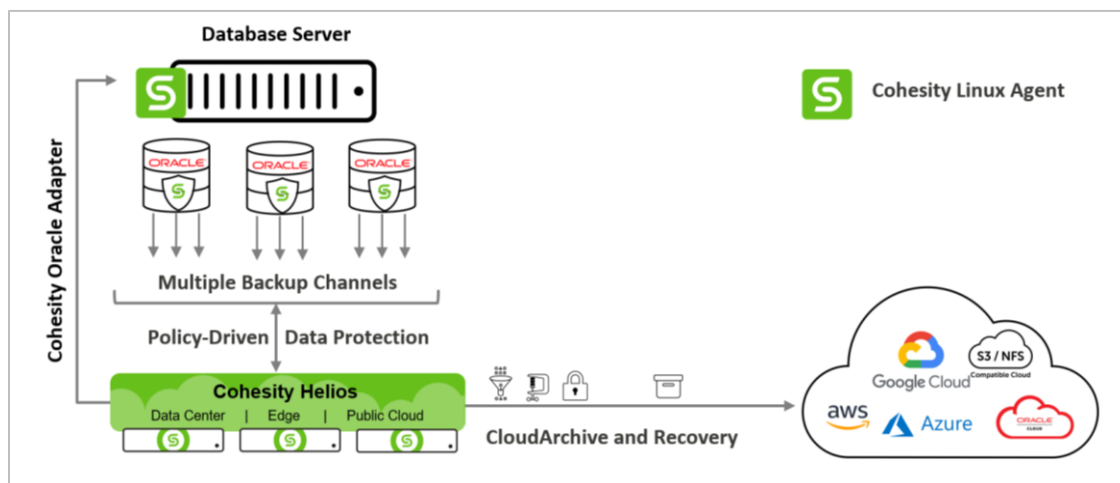 Database Server
Cohesity Linux Agent
ORACLE
ORACLE
ORACLE
Cohesity Oracle Adapter
Multiple Backup Channels
Policy-Driven Data Protection
Cohesity Helios
Data Center | Edge | Public Cloud
CloudArchive and Recovery
Google Cloud
S3 / NFS
Compatible Cloud
aws
Azure
ORACLE
CLOUD